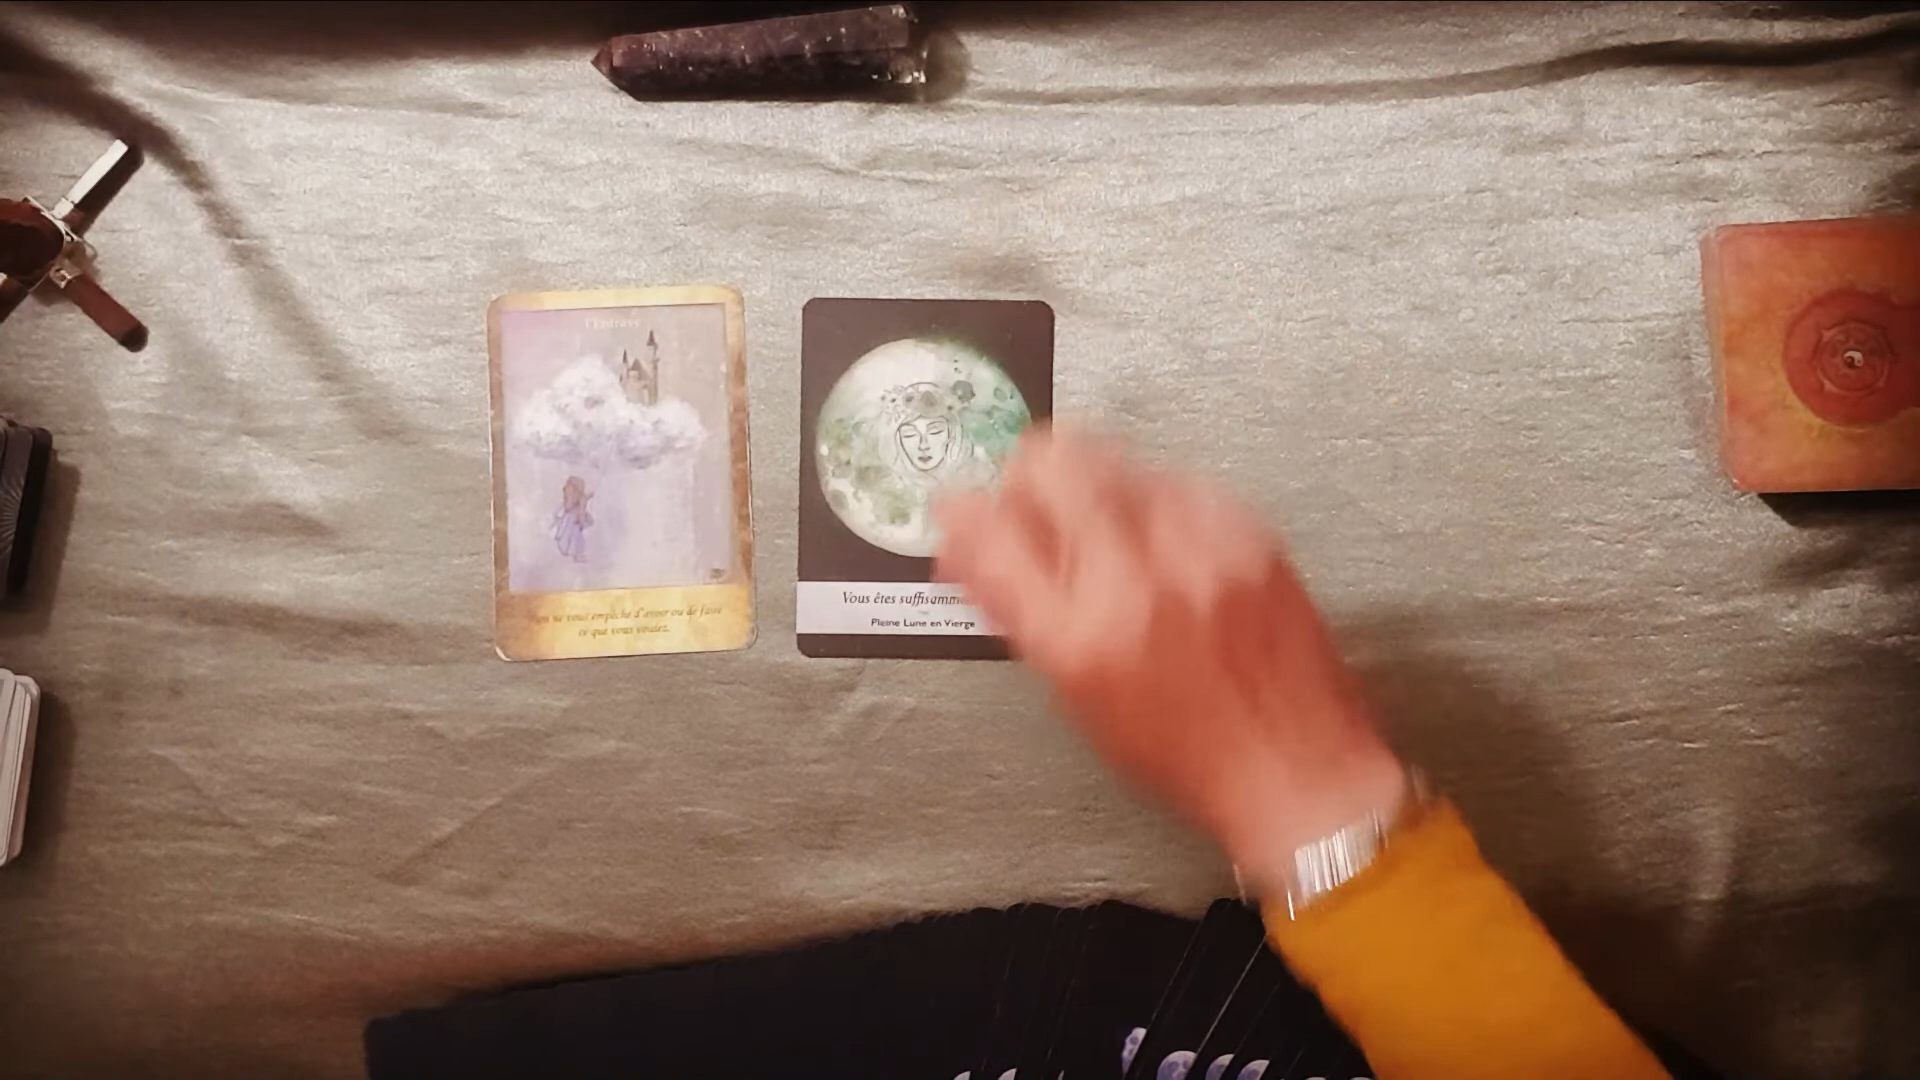 l'Entrave
ne vous empêche d'avoir ou de faire
ce que vous voulez.
Vous êtes suffisamm
Pleine Lune en Vierge